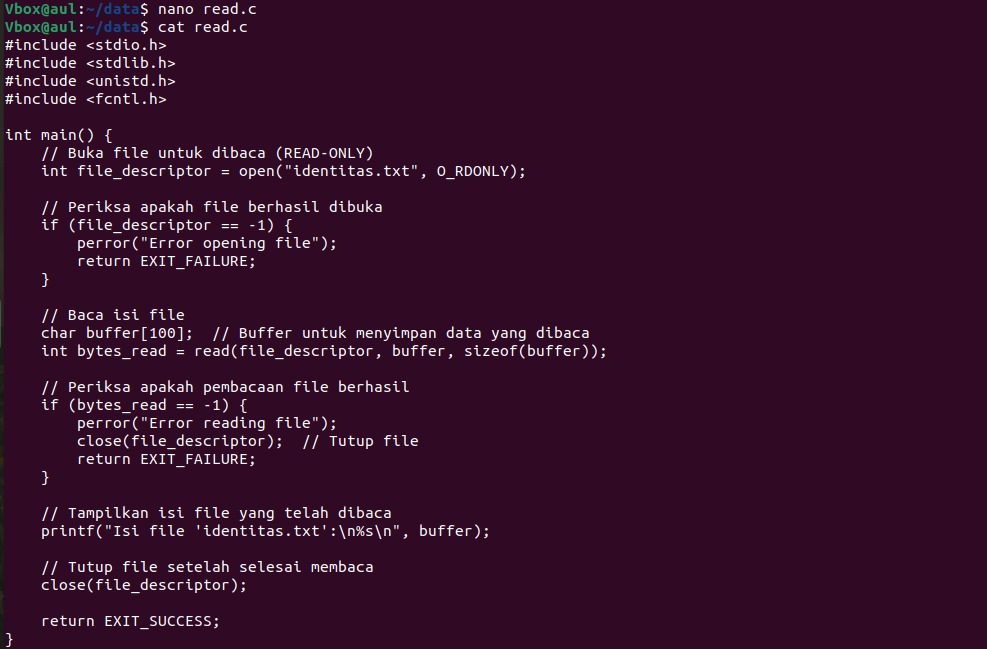 Vbox@aul:~/data$ nano read.c
Vbox@aul:~/data$ cat read.c
#include <stdio.h>
#include <stdlib.h>
#include <unistd.h>
#include <fcntl.h>

int main() {
    // Buka file untuk dibaca (READ-ONLY)
    int file_descriptor = open("identitas.txt", O_RDONLY);

    // Periksa apakah file berhasil dibuka
    if (file_descriptor == -1) {
        perror("Error opening file");
        return EXIT_FAILURE;
    }

    // Baca isi file
    char buffer[100];  // Buffer untuk menyimpan data yang dibaca
    int bytes_read = read(file_descriptor, buffer, sizeof(buffer));

    // Periksa apakah pembacaan file berhasil
    if (bytes_read == -1) {
        perror("Error reading file");
        close(file_descriptor);  // Tutup file
        return EXIT_FAILURE;
    }

    // Tampilkan isi file yang telah dibaca
    printf("Isi file 'identitas.txt':\n%s\n", buffer);

    // Tutup file setelah selesai membaca
    close(file_descriptor);

    return EXIT_SUCCESS;
}